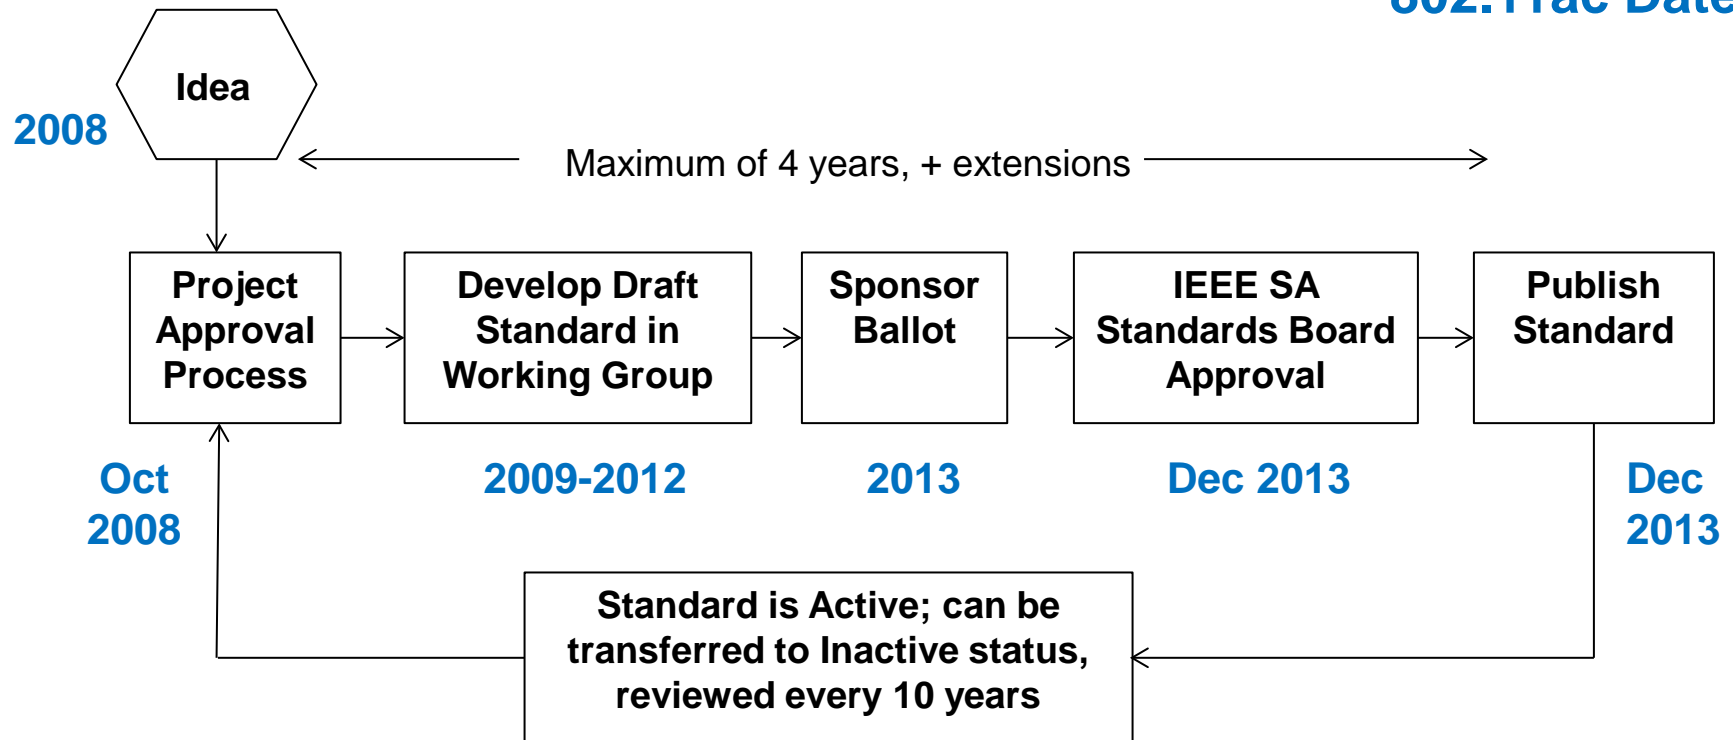 Idea
2008
Maximum of 4 years, + extensions
Project
Approval
Process
Develop Draft
Standard in
Working Group
Sponsor
Ballot
IEEE SA
Standards Board
Approval
Publish
Standard
Oct
2008
2009-2012
2013
Dec 2013
Dec
2013
Standard is Active; can be
transferred to Inactive status,
reviewed every 10 years